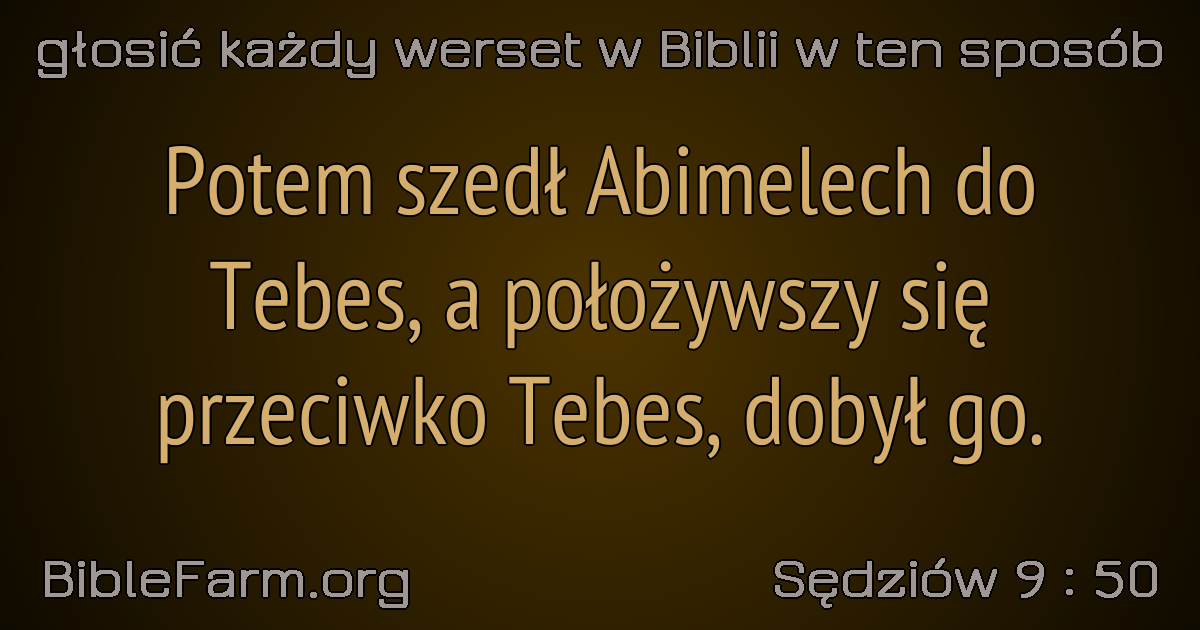 głosić każdy werset w Biblii w ten sposób
Potem szedł Abimelech do
Tebes, a położywszy się
przeciwko Tebes, dobył go.
BibleFarm.org
Sędziów 9 : 50